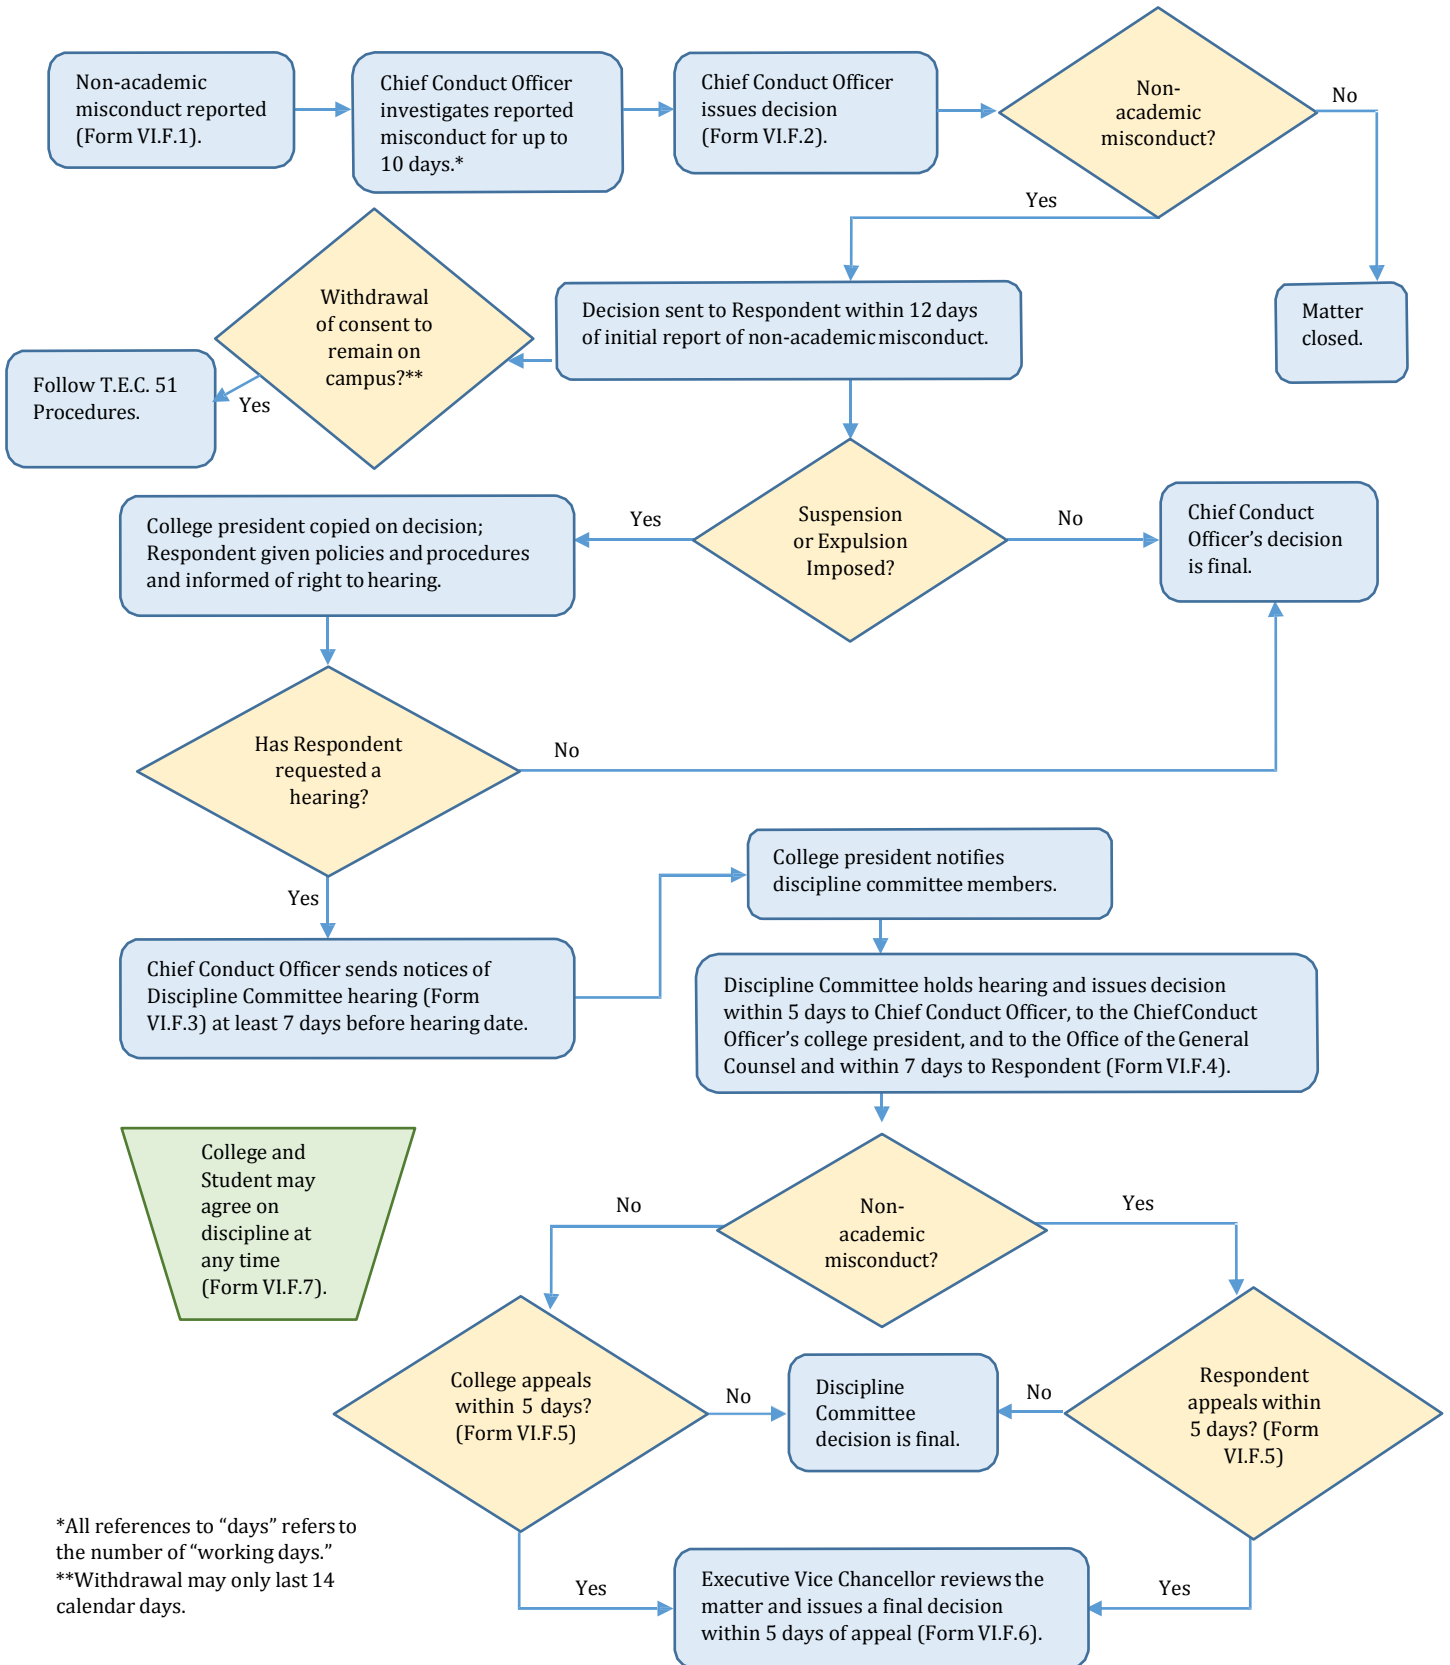 Non-academic
misconduct reported
(Form VI.F.1).
Chief Conduct Officer
investigates reported
misconduct for up to
10 days.*
Chief Conduct Officer
issues decision
(Form VI.F.2).
Non-
academic
misconduct?
No
Yes
Matter
closed.
Decision sent to Respondent within 12 days
of initial report of non-academic misconduct.
Withdrawal
of consent to
remain on
campus?**
Yes
Follow T.E.C. 51
Procedures.
Suspension
or Expulsion
Imposed?
Yes
No
College president copied on decision;
Respondent given policies and procedures
and informed of right to hearing.
Chief Conduct
Officer’s decision
is final.
Has Respondent
requested a
hearing?
No
Yes
Chief Conduct Officer sends notices of
Discipline Committee hearing (Form
VI.F.3) at least 7 days before hearing date.
College president notifies
discipline committee members.
Discipline Committee holds hearing and issues decision
within 5 days to Chief Conduct Officer, to the Chief Conduct
Officer’s college president, and to the Office of the General
Counsel and within 7 days to Respondent (Form VI.F.4).
College and
Student may
agree on
discipline at
any time
(Form VI.F.7).
Non-
academic
misconduct?
No
Yes
College appeals
within 5 days?
(Form VI.F.5)
No
Discipline
Committee
decision is final.
No
Respondent
appeals within
5 days? (Form
VI.F.5)
Yes
Executive Vice Chancellor reviews the
matter and issues a final decision
within 5 days of appeal (Form VI.F.6).
Yes
*All references to “days” refers to
the number of “working days.”
**Withdrawal may only last 14
calendar days.